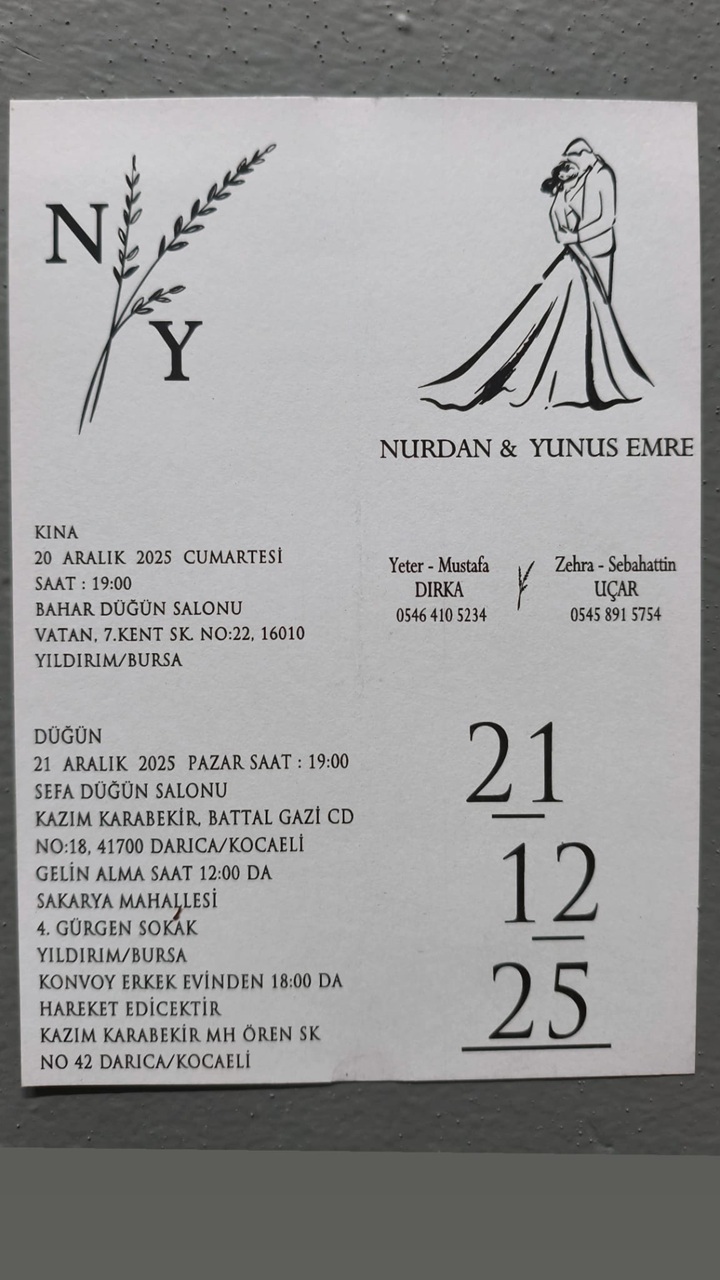 N
Y
NURDAN & YUNUS EMRE
KINA
20 ARALIK 2025 CUMARTESİ
SAAT : 19:00
BAHAR DÜĞÜN SALONU
VATAN, 7.KENT SK. NO:22, 16010
YILDIRIM/BURSA
Yeter - Mustafa
DIRKA
0546 410 5234
Zehra - Sebahattin
UÇAR
0545 891 5754
DÜĞÜN
21 ARALIK 2025 PAZAR SAAT : 19:00
SEFA DÜĞÜN SALONU
KAZIM KARABEKİR, BATTAL GAZİ CD
NO:18, 41700 DARICA/KOCAELİ
GELİN ALMA SAAT 12:00 DA
SAKARYA MAHALLESİ
4. GÜRGEN SOKAK
YILDIRIM/BURSA
KONVOY ERKEK EVİNDEN 18:00 DA
HAREKET EDİCEKTİR
KAZIM KARABEKİR MH ÖREN SK
NO 42 DARICA/KOCAELİ
21
12
25